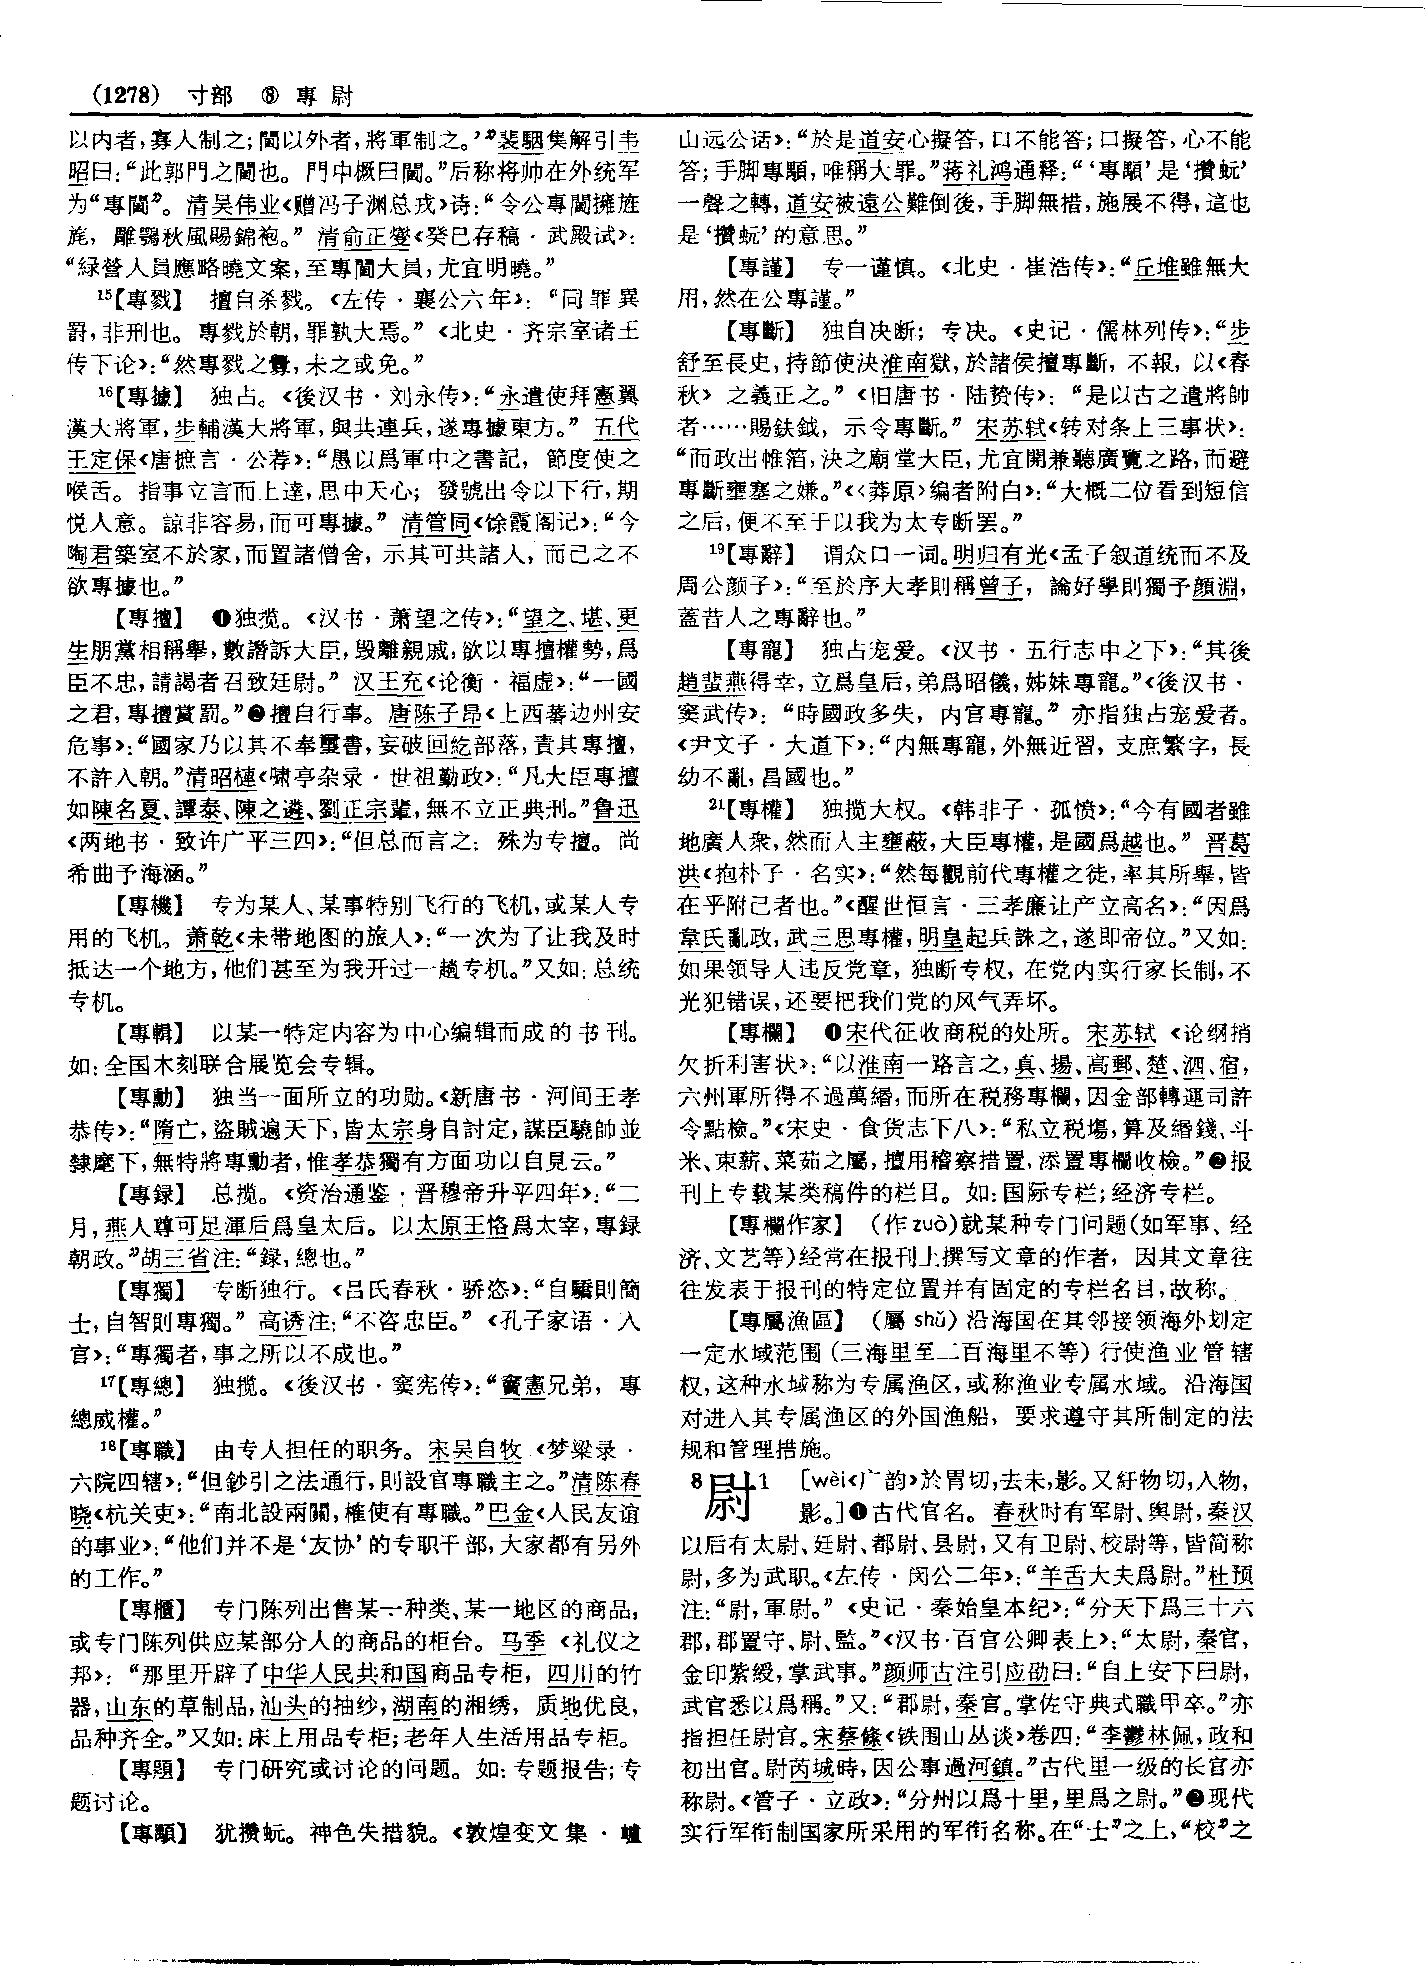 (1278) 寸部 ⑧ 專 尉
以内者，寡人制之；閫以外者，將軍制之。’”裴駰集解引韦
昭曰：“此郭門之閫也。門中橛曰閫。”后称将帅在外统军
为“專閫”。清吴伟业《赠冯子渊总戎》诗：“令公專閫擁旌
旄，雕鶚秋風賜錦袍。”清俞正燮《癸巳存稿·武殿试》：
“緑營人員應略曉文案，至專閫大員，尤宜明曉。”
15【專戮】 擅自杀戮。《左传·襄公六年》：“同罪異
罰，非刑也。專戮於朝，罪孰大焉。”《北史·齐宗室诸王
传下论》：“然專戮之釁，未之或免。”
16【專據】 独占。《後汉书·刘永传》：“永遣使拜憲翼
漢大將軍，步輔漢大將軍，與共連兵，遂專據東方。”五代
王定保《唐摭言·公荐》：“愚以爲軍中之書記，節度使之
喉舌。指事立言而上達，思中天心；發號出令以下行，期
悦人意。諒非容易，而可專據。”清管同《馀霞阁记》：“今
陶君築室不於家，而置諸僧舍，示其可共諸人，而己之不
欲專據也。”
【專擅】 ❶独揽。《汉书·萧望之传》：“望之、堪、更
生朋黨相稱舉，數譖訴大臣，毁離親戚，欲以專擅權勢，爲
臣不忠，請謁者召致廷尉。”汉王充《论衡·福虚》：“一國
之君，專擅賞罰。”❷擅自行事。唐陈子昂《上西蕃边州安
危事》：“國家乃以其不奉璽書，妄破回紇部落，責其專擅，
不許入朝。”清昭槤《啸亭杂录·世祖勤政》：“凡大臣專擅
如陳名夏、譚泰、陳之遴、劉正宗輩，無不立正典刑。”鲁迅
《两地书·致许广平三四》：“但总而言之：殊为专擅。尚
希曲予海涵。”
【專機】 专为某人、某事特别飞行的飞机，或某人专
用的飞机。萧乾《未带地图的旅人》：“一次为了让我及时
抵达一个地方，他们甚至为我开过一趟专机。”又如：总统
专机。
【專輯】 以某一特定内容为中心编辑而成的书刊。
如：全国木刻联合展览会专辑。
【專勳】 独当一面所立的功勋。《新唐书·河间王孝
恭传》：“隋亡，盗賊遍天下，皆太宗身自討定，謀臣驍帥並
隸麾下，無特將專勳者，惟孝恭獨有方面功以自見云。”
【專録】 总揽。《资治通鉴·晋穆帝升平四年》：“二
月，燕人尊可足渾后爲皇太后。以太原王恪爲太宰，專録
朝政。”胡三省注：“録，總也。”
【專獨】 专断独行。《吕氏春秋·骄恣》：“自驕則簡
士，自智則專獨。”高诱注：“不咨忠臣。”《孔子家语·入
官》：“專獨者，事之所以不成也。”
17【專總】 独揽。《後汉书·窦宪传》：“竇憲兄弟，專
總威權。”
18【專職】 由专人担任的职务。宋吴自牧《梦粱录·
六院四辖》：“但鈔引之法通行，則設官專職主之。”清陈春
晓《杭关吏》：“南北設兩關，榷使有專職。”巴金《人民友谊
的事业》：“他们并不是‘友协’的专职干部，大家都有另外
的工作。”
【專櫃】 专门陈列出售某一种类、某一地区的商品，
或专门陈列供应某部分人的商品的柜台。马季《礼仪之
邦》：“那里开辟了中华人民共和国商品专柜，四川的竹
器，山东的草制品，汕头的抽纱，湖南的湘绣，质地优良，
品种齐全。”又如：床上用品专柜；老年人生活用品专柜。
【專題】 专门研究或讨论的问题。如：专题报告；专
题讨论。
【專顒】 犹攒蚖。神色失措貌。《敦煌变文集·
山远公话》：“於是道安心擬答，口不能答；口擬答，心不能
答；手脚專顒，唯稱大罪。”蒋礼鸿通释：“‘專顒’是‘攢蚖’
一聲之轉，道安被遠公難倒後，手脚無措，施展不得，這也
是‘攢蚖’的意思。”
【專謹】 专一谨慎。《北史·崔浩传》：“丘堆雖無大
用，然在公專謹。”
【專斷】 独自决断；专决。《史记·儒林列传》：“步
舒至長史，持節使決淮南獄，於諸侯擅專斷，不報，以《春
秋》之義正之。”《旧唐书·陆贽传》：“是以古之遣將帥
者……賜鈇鉞，示令專斷。”宋苏轼《转对条上三事状》：
“而政出帷箔，決之廟堂大臣，尤宜開兼聽廣覽之路，而避
專斷壅塞之嫌。”《〈莽原〉编者附白》：“大概二位看到短信
之后，便不至于以我为太专断罢。”
19【專辭】 谓众口一词。明归有光《孟子叙道统而不及
周公颜子》：“至於序大孝則稱曾子，論好學則獨予顔淵，
蓋昔人之專辭也。”
【專寵】 独占宠爱。《汉书·五行志中之下》：“其後
趙蜚燕得幸，立爲皇后，弟爲昭儀，姊妹專寵。”《後汉书·
窦武传》：“時國政多失，内官專寵。”亦指独占宠爱者。
《尹文子·大道下》：“内無專寵，外無近習，支庶繁字，長
幼不亂，昌國也。”
21【專權】 独揽大权。《韩非子·孤愤》：“今有國者雖
地廣人衆，然而人主壅蔽，大臣專權，是國爲越也。”晋葛
洪《抱朴子·名实》：“然每觀前代專權之徒，率其所舉，皆
在乎附己者也。”《醒世恒言·三孝廉让产立高名》：“因爲
韋氏亂政，武三思專權，明皇起兵誅之，遂即帝位。”又如：
如果领导人违反党章，独断专权，在党内实行家长制，不
光犯错误，还要把我们党的风气弄坏。
【專欄】 ❶宋代征收商税的处所。宋苏轼《论纲捎
欠折利害状》：“以淮南一路言之，真、揚、高郵、楚、泗、宿，
六州軍所得不過萬緡，而所在税務專欄，因金部轉運司許
令點檢。”《宋史·食货志下八》：“私立税場，算及緡錢、斗
米、束薪、菜茹之屬，擅用稽察措置，添置專欄收檢。”❷报
刊上专载某类稿件的栏目。如：国际专栏；经济专栏。
【專欄作家】 （作zuò）就某种专门问题（如军事、经
济、文艺等）经常在报刊上撰写文章的作者，因其文章往
往发表于报刊的特定位置并有固定的专栏名目，故称。
【專屬漁區】 （屬shǔ）沿海国在其邻接领海外划定
一定水域范围（三海里至二百海里不等）行使渔业管辖
权，这种水域称为专属渔区，或称渔业专属水域。沿海国
对进入其专属渔区的外国渔船，要求遵守其所制定的法
规和管理措施。
8尉1 [wèi《广韵》於胃切，去未，影。又紆物切，入物，
影。]❶古代官名。春秋时有军尉、舆尉，秦汉
以后有太尉、廷尉、都尉、县尉，又有卫尉、校尉等，皆简称
尉，多为武职。《左传·闵公二年》：“羊舌大夫爲尉。”杜预
注：“尉，軍尉。”《史记·秦始皇本纪》：“分天下爲三十六
郡，郡置守、尉、監。”《汉书·百官公卿表上》：“太尉，秦官，
金印紫綬，掌武事。”颜师古注引应劭曰：“自上安下曰尉，
武官悉以爲稱。”又：“郡尉，秦官。掌佐守典武職甲卒。”亦
指担任尉官。宋蔡絛《铁围山丛谈》卷四：“李鬱林佩，政和
初出官。尉芮城時，因公事過河鎮。”古代里一级的长官亦
称尉。《管子·立政》：“分州以爲十里，里爲之尉。”❷现代
实行军衔制国家所采用的军衔名称。在“士”之上，“校”之